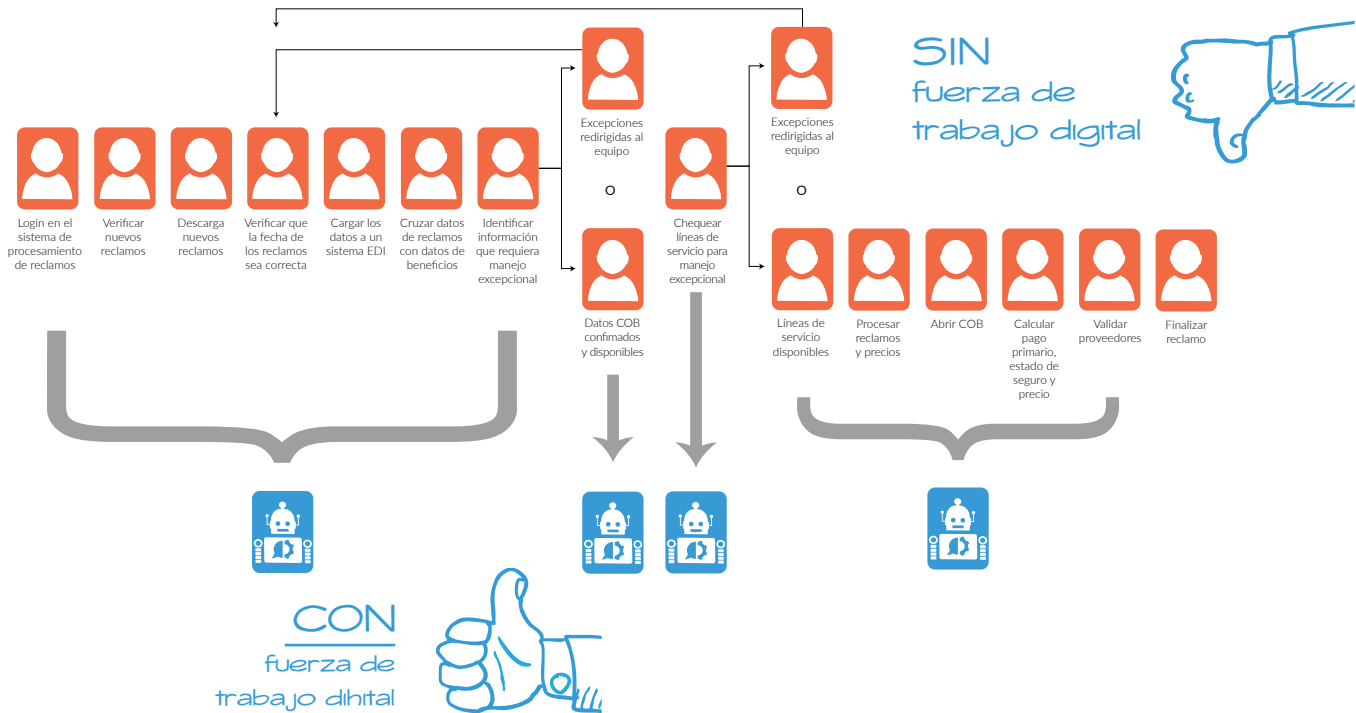 SIN
fuerza de
trabajo digital
Excepciones
redirigidas al
equipo
O
Excepciones
redirigidas al
equipo
O
Login en el
sistema de
procesamiento
de reclamos
Verificar
nuevos
reclamos
Descarga
nuevos
reclamos
Verificar que
la fecha de
los reclamos
sea correcta
Cargar los
datos a un
sistema EDI
Cruzar datos
de reclamos
con datos de
beneficios
Identificar
información
que requiera
manejo
excepcional
Datos COB
confimados
y disponibles
Chequear
líneas de
servicio para
manejo
excepcional
Líneas de
servicio
disponibles
Procesar
reclamos
y precios
Abrir COB
Calcular
pago
primario,
estado de
seguro y
precio
Validar
proveedores
Finalizar
reclamo
CON
fuerza de
trabajo dihital